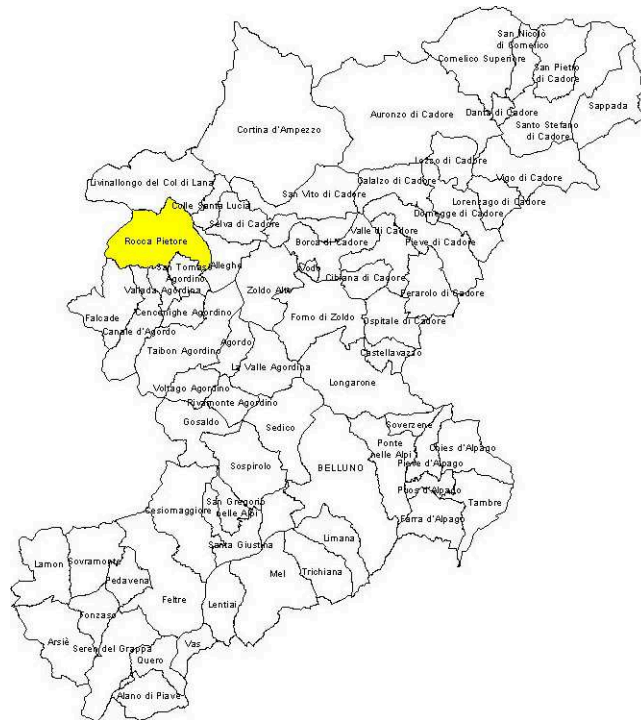 San Nicolò
di Comelico
Comelico Superiore
San Pietro
di Cadore
Sappada
Danta di Cadore
Auronzo di Cadore
Santo Stefano
di Cadore
Cortina d'Ampezzo
Lozzo di Cadore
Vigo di Cadore
Livinallongo del Col di Lana
San Vito di Cadore
Calalzo di Cadore
Lorenzago di Cadore
Colle Santa Lucia
Domegge di Cadore
Selva di Cadore
Valle di Cadore
Rocca Pietore
Borca di Cadore
Pieve di Cadore
San Tomaso
Agordino
Alleghe
Vodo
Cibiana di Cadore
Zoldo Alto
Vallada Agordina
Perarolo di Cadore
Cencenighe Agordino
Falcade
Forno di Zoldo
Ospitale di Cadore
Canale d'Agordo
Agordo
Taibon Agordino
Castellavazzo
La Valle Agordina
Longarone
Voltago Agordino
Rivamonte Agordino
Gosaldo
Sedico
Soverzene
Ponte
nelle Alpi
Chies d'Alpago
Sospirolo
BELLUNO
Pieve d'Alpago
Puos d'Alpago
Tambre
San Gregorio
nelle Alpi
Cesiomaggiore
Farra d'Alpago
Limana
Santa Giustina
Lamon
Sovramonte
Mel
Trichiana
Pedavena
Feltre
Lentiai
Fonzaso
Arsiè
Seren del Grappa
Vas
Quero
Alano di Piave